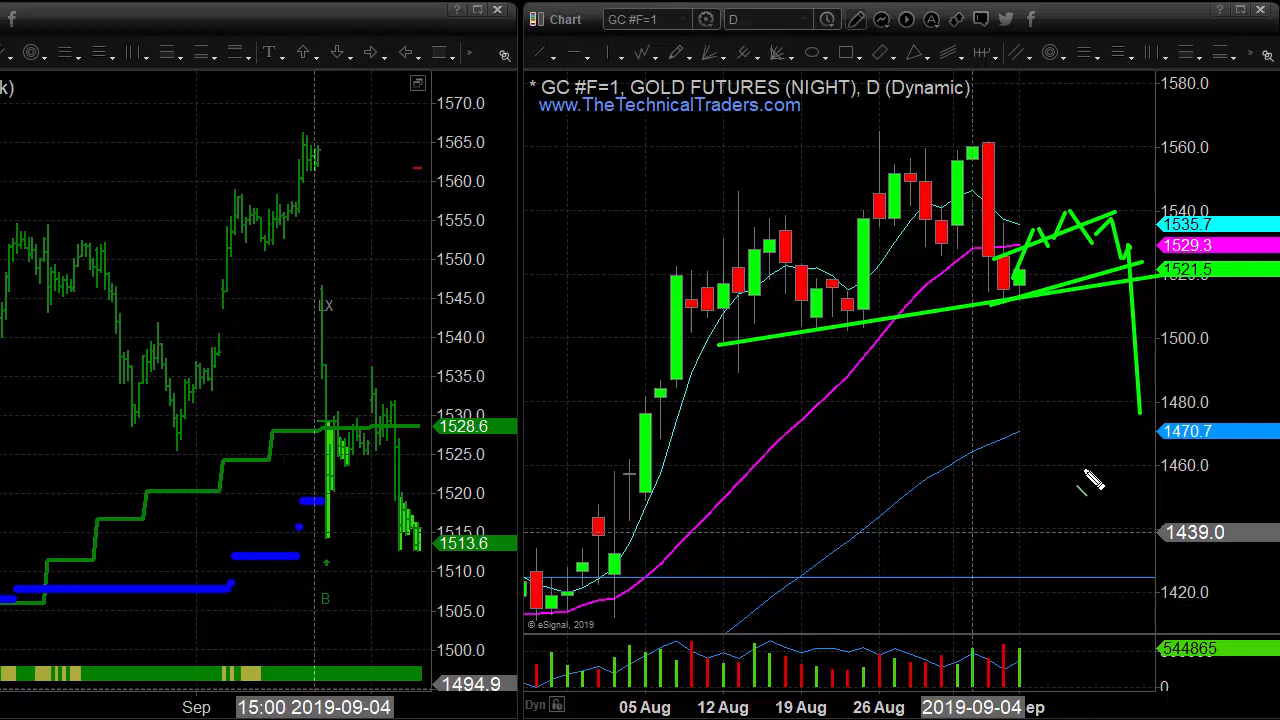 Chart
GC #F=1
D
T
k)
* GC #F=1, GOLD FUTURES (NIGHT), D (Dynamic)
www.TheTechnicalTraders.com
1570.0
1565.0
1560.0
1555.0
1550.0
1545.0
1540.0
1535.0
1530.0
1528.6
1525.0
1520.0
1515.0
1513.6
1510.0
1505.0
1500.0
1494.9
LX
B
Sep
15:00 2019-09-04
1580.0
1560.0
1540.0
1535.7
1529.3
1521.5
1500.0
1480.0
1470.7
1460.0
1439.0
1420.0
544865
0
© eSignal, 2019
Dyn
05 Aug
12 Aug
19 Aug
26 Aug
2019-09-04
ep